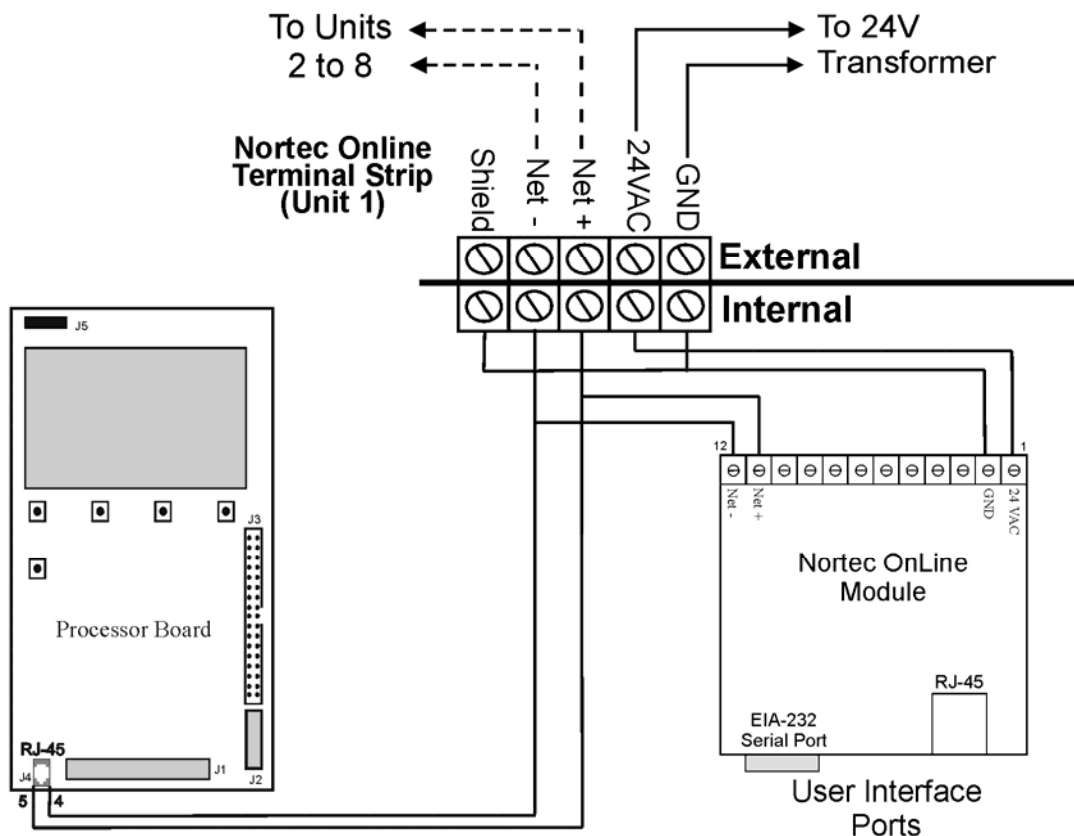 To Units
2 to 8
To 24V
Transformer
Nortec Online
Terminal Strip
(Unit 1)
Shield
Net -
Net +
24VAC
GND
External
Internal
J5
J3
Processor Board
RJ-45
J4
J1
J2
5 4
12
1
Net -
Net +
GND
24 VAC
Nortec OnLine
Module
RJ-45
EIA-232
Serial Port
User Interface
Ports